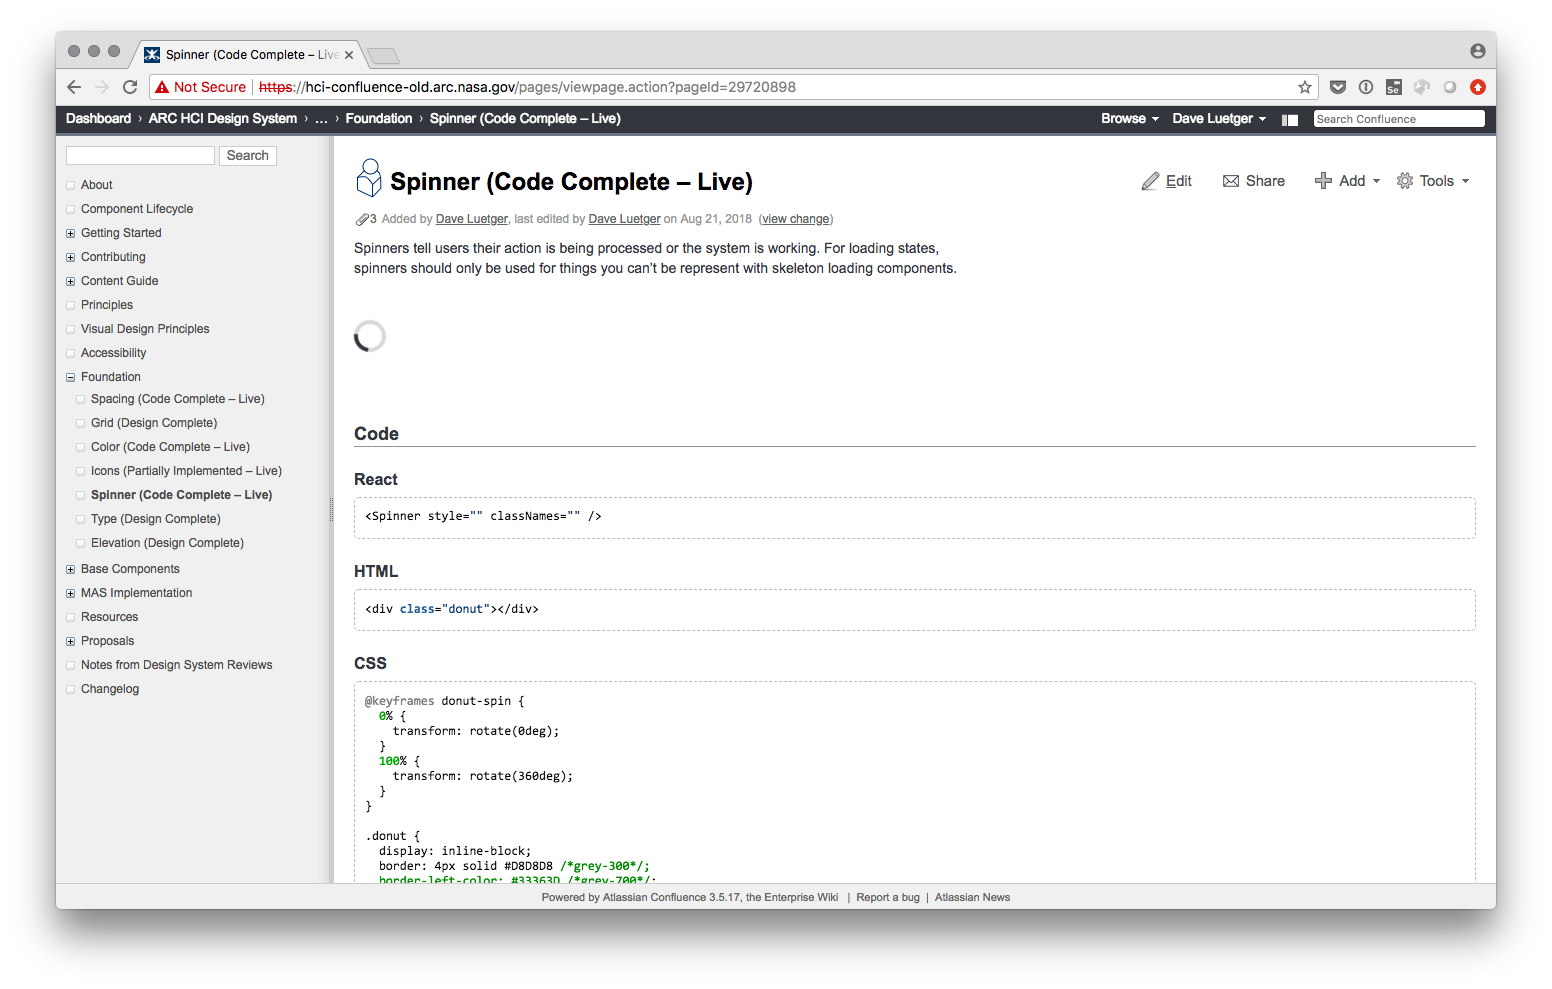 Spinner (Code Complete – Live
Not Secure https://hci-confluence-old.arc.nasa.gov/pages/viewpage.action?pageId=29720898
Se
Dashboard › ARC HCI Design System › ... › Foundation › Spinner (Code Complete – Live) Browse Dave Luetger Search Confluence
Search
About
Component Lifecycle
Getting Started
Contributing
Content Guide
Principles
Visual Design Principles
Accessibility
Foundation
Spacing (Code Complete – Live)
Grid (Design Complete)
Color (Code Complete – Live)
Icons (Partially Implemented – Live)
Spinner (Code Complete – Live)
Type (Design Complete)
Elevation (Design Complete)
Base Components
MAS Implementation
Resources
Proposals
Notes from Design System Reviews
Changelog
Spinner (Code Complete – Live)
Edit Share Add Tools
3 Added by Dave Luetger, last edited by Dave Luetger on Aug 21, 2018 (view change)
Spinners tell users their action is being processed or the system is working. For loading states,
spinners should only be used for things you can't be represent with skeleton loading components.
Code
React
<Spinner style="" classNames="" />
HTML
<div class="donut"></div>
CSS
@keyframes donut-spin {
0% {
transform: rotate(0deg);
}
100% {
transform: rotate(360deg);
}
}
.donut {
display: inline-block;
border: 4px solid #D8D8D8 /*grey-300*/;
border-left-color: #33363D /*grey-700*/;
Powered by Atlassian Confluence 3.5.17, the Enterprise Wiki | Report a bug | Atlassian News